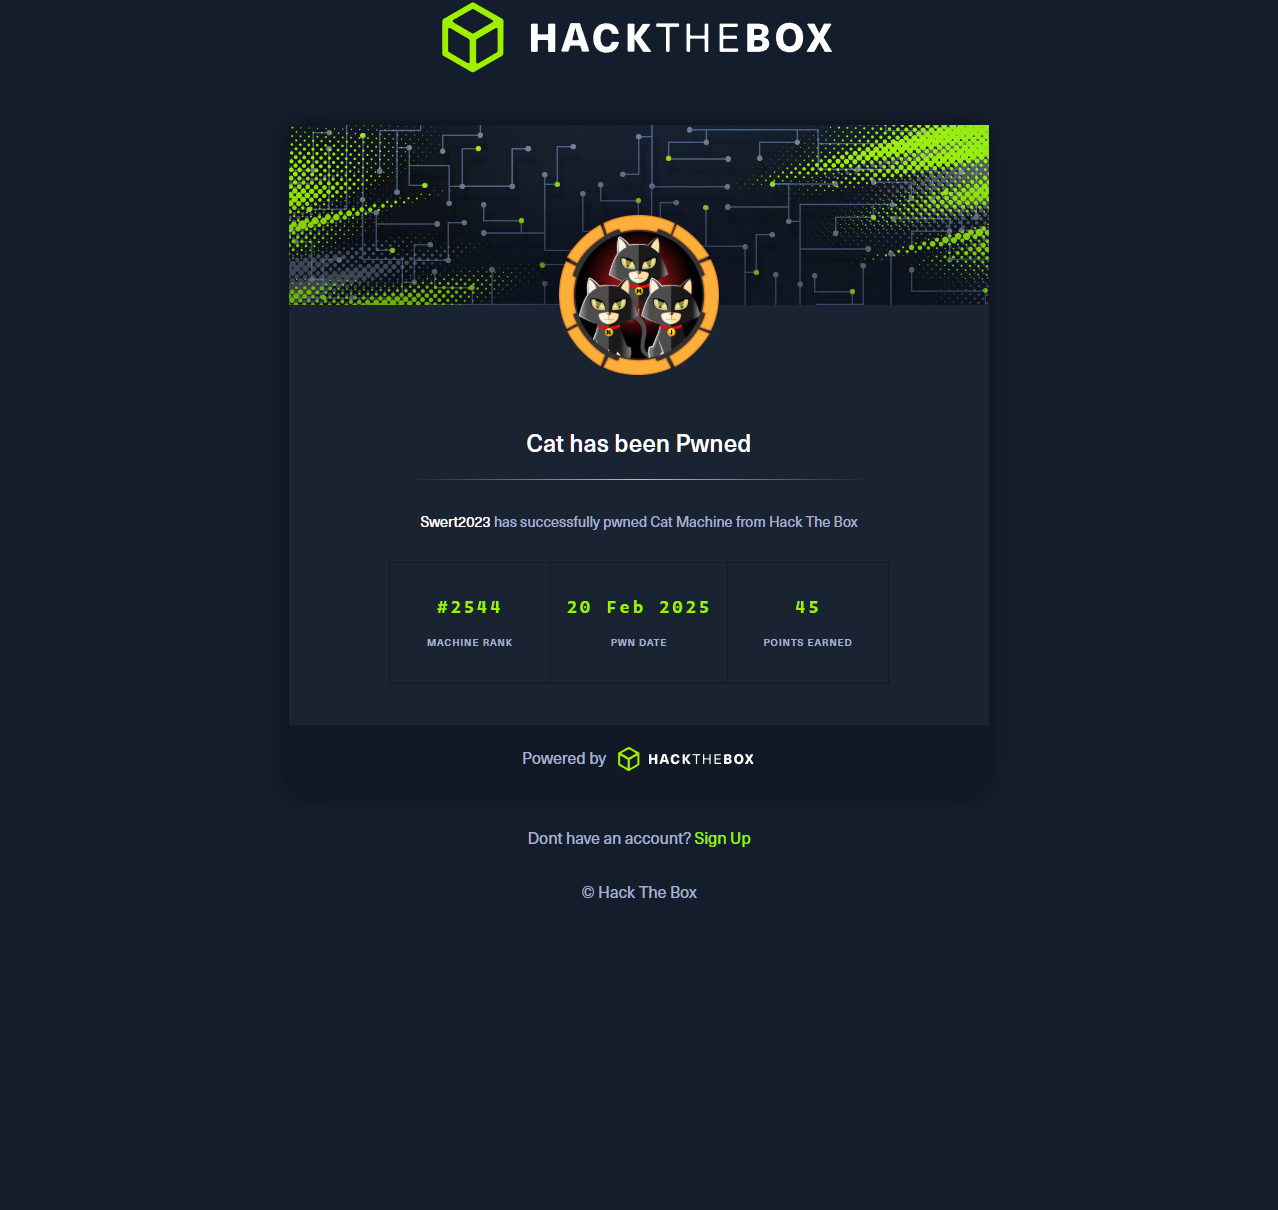 HACKTHEBOX
Cat has been Pwned
Swert2023 has successfully pwned Cat Machine from Hack The Box
#2544
MACHINE RANK
20 Feb 2025
PWN DATE
45
POINTS EARNED
Powered by HACKTHEBOX
Dont have an account? Sign Up
© Hack The Box